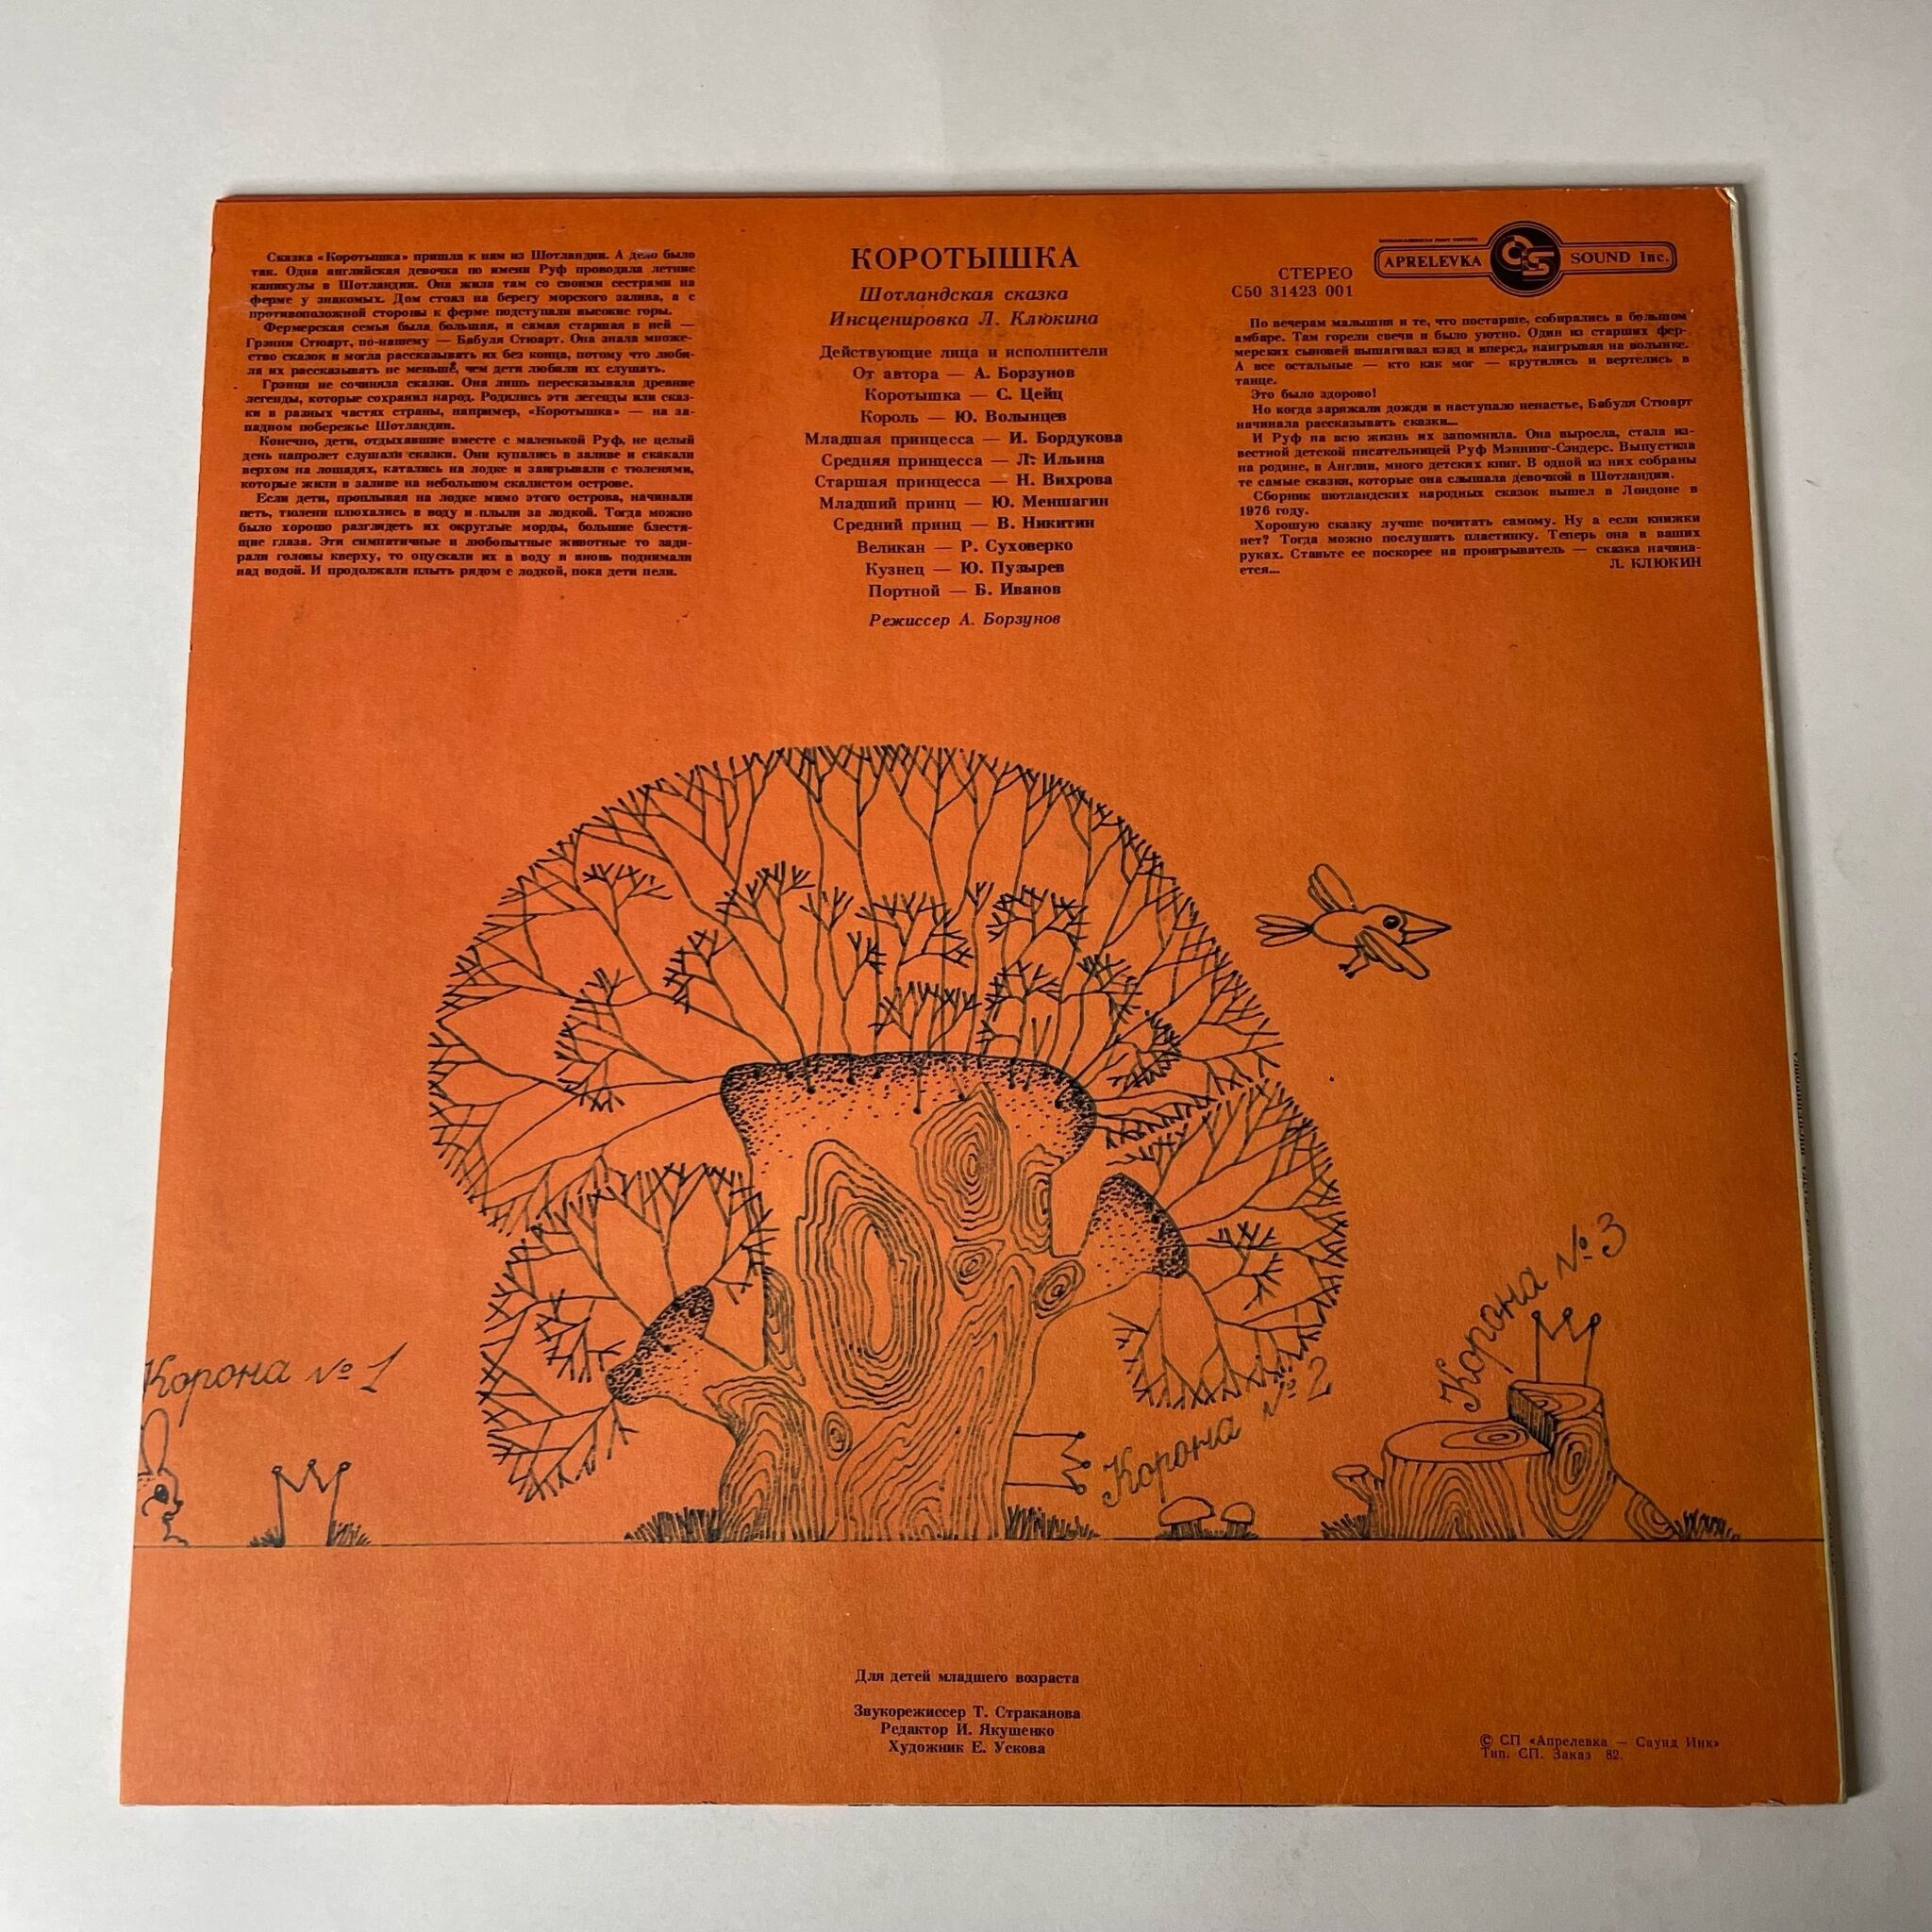 Сказка «Коротышка» пришла к нам из Шотландии. А дело было
так. Одна английская девочка по имени Руф проводила летние
каникулы в Шотландии. Она жила там со своими сестрами на
ферме у знакомых. Дом стоял на берегу морского залива, а с
противоположной стороны к ферме подступали высокие горы.
Фермерская семья была большая, и самая старшая в ней —
Грэнни Стюарт, по-нашему — Бабуля Стюарт. Она знала множе-
ство сказок и могла рассказывать их без конца, потому что люби-
ла их рассказывать не меньше, чем дети любили их слушать.
Грэнни не сочиняла сказки. Она лишь пересказывала древние
легенды, которые сохранил народ. Родились эти легенды или сказ-
ки в разных частях страны, например, «Коротышка» — на за-
падном побережье Шотландии.
Конечно, дети, отдыхавшие вместе с маленькой Руф, не целый
день напролет слушали сказки. Они купались в заливе и скакали
верхом на лошадях, катались на лодке и заигрывали с тюленями,
которые жили в заливе на небольшом скалистом острове.
Если дети, проплывая на лодке мимо этого острова, начинали
петь, тюлени плюхались в воду и плыли за лодкой. Тогда можно
было хорошо разглядеть их округлые морды, большие блестя-
щие глаза. Эти симпатичные и любопытные животные то зади-
рали головы кверху, то опускали их в воду и вновь поднимали
над водой. И продолжали плыть рядом с лодкой, пока дети пели.
КОРОТЫШКА
Шотландская сказка
Инсценировка Л. Клюкина
Действующие лица и исполнители
От автора — А. Борзунов
Коротышка — С. Цейц
Король — Ю. Волынцев
Младшая принцесса — И. Бордукова
Средняя принцесса — Л. Ильина
Старшая принцесса — Н. Вихрова
Младший принц — Ю. Меншагин
Средний принц — В. Никитин
Великан — Р. Суховерко
Кузнец — Ю. Пузырев
Портной — Б. Иванов
Режиссер А. Борзунов
СТЕРЕО
С50 31423 001
APRELEVKA SOUND Inc.
По вечерам малышня и те, что постарше, собирались в большом
амбаре. Там горели свечи и было уютно. Один из старших фер-
мерских сыновей вышагивал взад и вперед, наигрывая на волынке.
А все остальные — кто как мог — крутились и вертелись в
танце.
Это было здорово!
Но когда заряжали дожди и наступало ненастье, Бабуля Стюарт
начинала рассказывать сказки...
И Руф на всю жизнь их запомнила. Она выросла, стала из-
вестной детской писательницей Руф Мэннинг-Сэндерс. Выпустила
на родине, в Англии, много детских книг. В одной из них собраны
те самые сказки, которые она слышала девочкой в Шотландии.
Сборник шотландских народных сказок вышел в Лондоне в
1976 году.
Хорошую сказку лучше почитать самому. Ну а если книжки
нет? Тогда можно послушать пластинку. Теперь она в ваших
руках. Ставьте ее поскорее на проигрыватель — сказка начина-
ется...
Л. КЛЮКИН
Корона № 1
Корона № 2
Корона № 3
Для детей младшего возраста
Звукорежиссер Т. Страканова
Редактор И. Якушенко
Художник Е. Ускова
© СП «Апрелевка — Саунд Инк»
Тип. СП. Заказ 82.